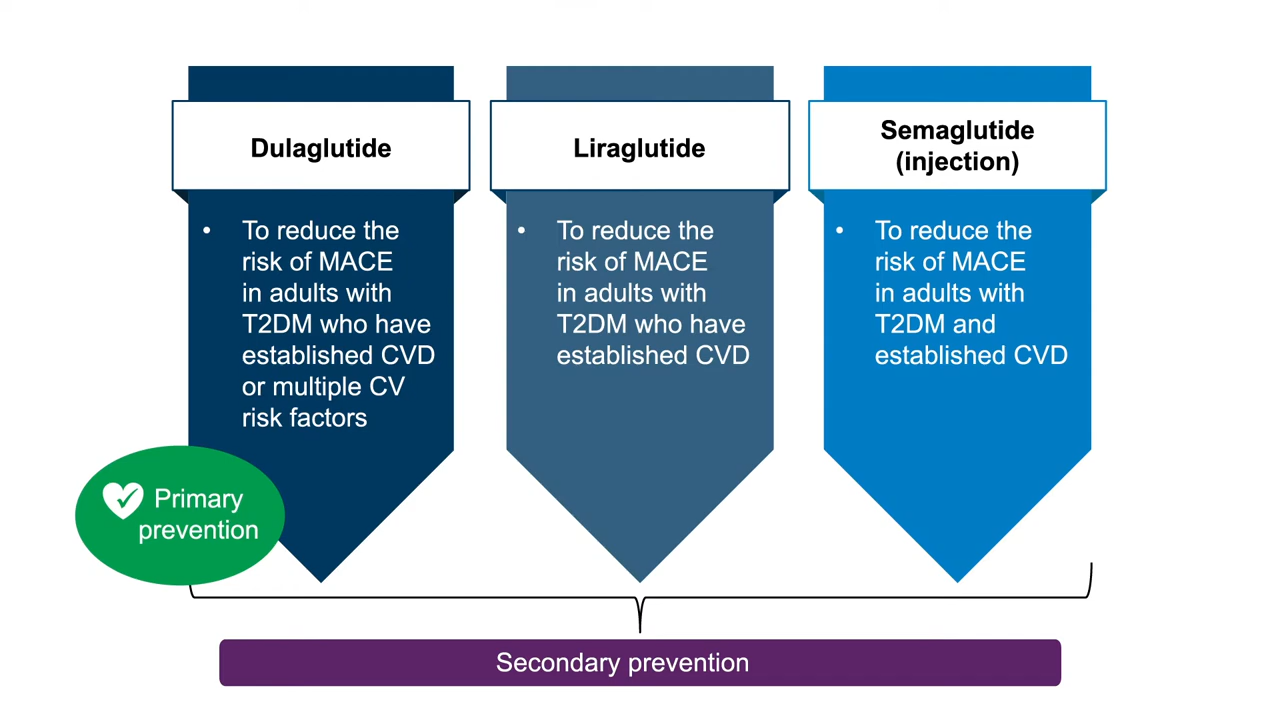 Dulaglutide
• To reduce the
risk of MACE
in adults with
T2DM who have
established CVD
or multiple CV
risk factors
Liraglutide
• To reduce the
risk of MACE
in adults with
T2DM who have
established CVD
Semaglutide
(injection)
• To reduce the
risk of MACE
in adults with
T2DM and
established CVD
Primary
prevention
Secondary prevention